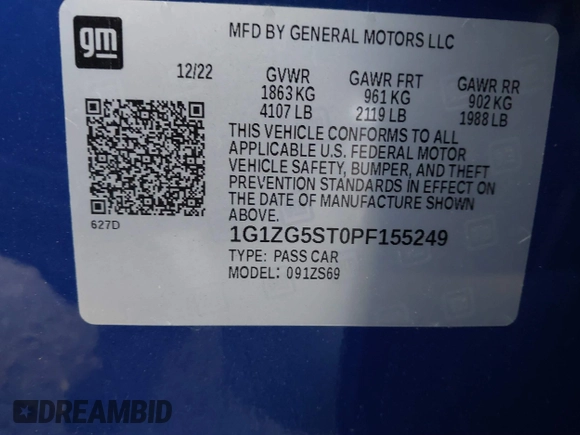 gm
MFD BY GENERAL MOTORS LLC
12/22 GVWR GAWR FRT GAWR RR
1863 KG 961 KG 902 KG
4107 LB 2119 LB 1988 LB
THIS VEHICLE CONFORMS TO ALL
APPLICABLE U.S. FEDERAL MOTOR
VEHICLE SAFETY, BUMPER, AND THEFT
PREVENTION STANDARDS IN EFFECT ON
THE DATE OF MANUFACTURE SHOWN
ABOVE.
627D
1G1ZG5ST0PF155249
TYPE: PASS CAR
MODEL: 091ZS69
DREAMBID